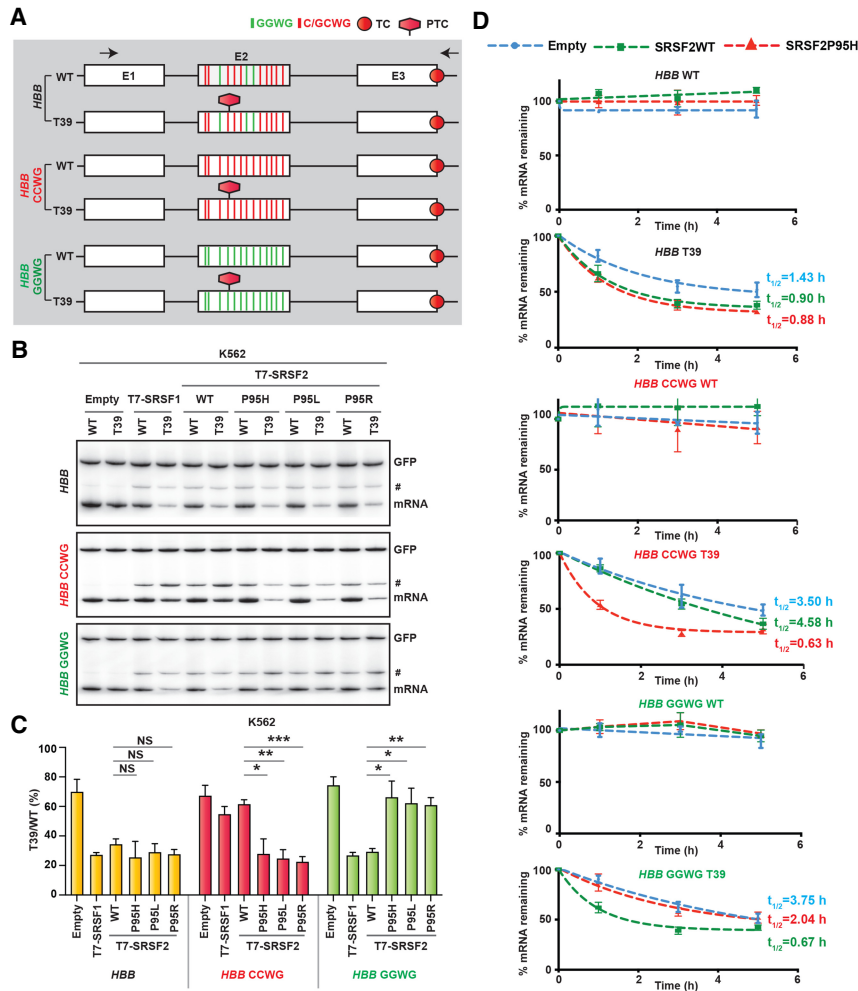 A
GGWG C/GCWG TC PTC
E1 E2 E3
HBB
WT
T39
HBB CCWG
WT
T39
HBB GGWG
WT
T39
B
K562
T7-SRSF2
Empty T7-SRSF1 WT P95H P95L P95R
WT T39 WT T39 WT T39 WT T39 WT T39 WT T39
HBB
GFP
#
mRNA
HBB CCWG
GFP
#
mRNA
HBB GGWG
GFP
#
mRNA
C
K562
T39/WT (%)
100
80
60
40
20
0
NS
NS
NS
***
**
*
**
*
*
Empty T7-SRSF1 WT P95H P95L P95R
T7-SRSF2
HBB
Empty T7-SRSF1 WT P95H P95L P95R
T7-SRSF2
HBB CCWG
Empty T7-SRSF1 WT P95H P95L P95R
T7-SRSF2
HBB GGWG
D
Empty SRSF2WT SRSF2P95H
HBB WT
% mRNA remaining
100
50
0
0 2 4 6
Time (h)
HBB T39
% mRNA remaining
100
50
0
t1/2=1.43 h
t1/2=0.90 h
t1/2=0.88 h
0 2 4 6
Time (h)
HBB CCWG WT
% mRNA remaining
100
50
0
0 2 4 6
Time (h)
HBB CCWG T39
% mRNA remaining
100
50
0
t1/2=3.50 h
t1/2=4.58 h
t1/2=0.63 h
0 2 4 6
Time (h)
HBB GGWG WT
% mRNA remaining
100
50
0
0 2 4 6
Time (h)
HBB GGWG T39
% mRNA remaining
100
50
0
t1/2=3.75 h
t1/2=2.04 h
t1/2=0.67 h
0 2 4 6
Time (h)